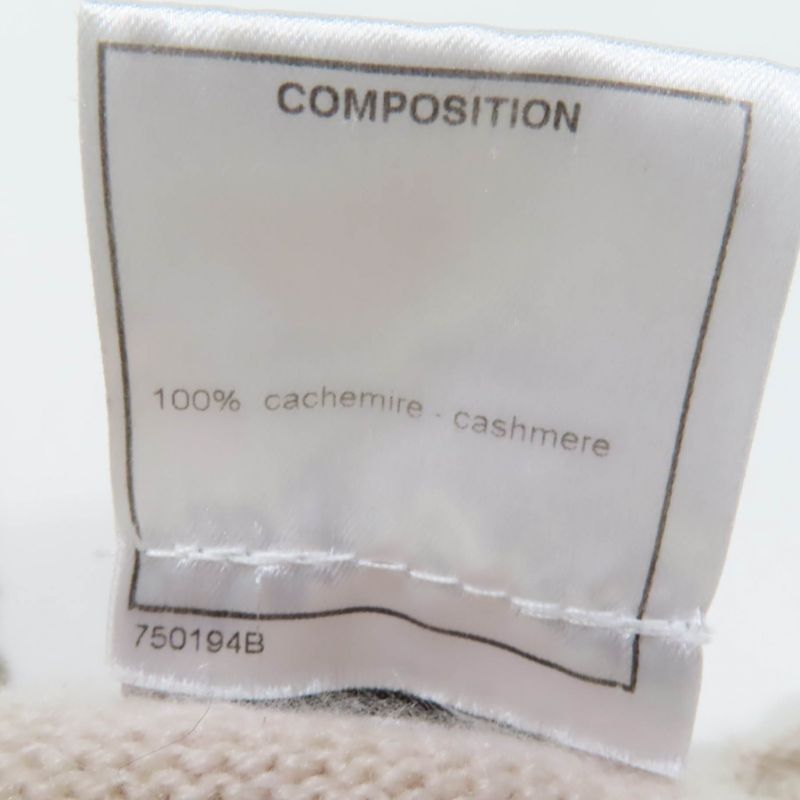 COMPOSITION
100% cachemire - cashmere
750194B